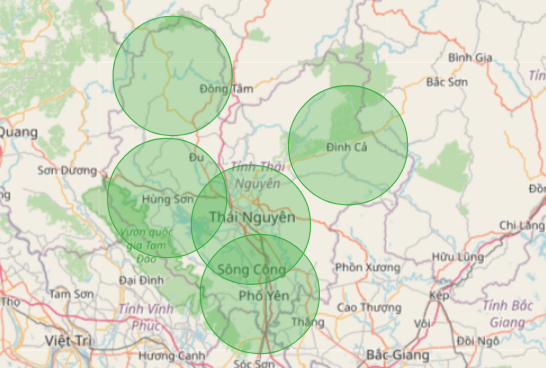 Bình Gia
Bắc Sơn
Đồng Tâm
Quang
Đình Cả
Đu
Tỉnh Thái
Nguyên
Sơn Dương
Hùng Sơn
Thái Nguyên
Chi Lăng
Vườn quốc
gia Tam
Đảo
Hữu Lũng
Sông Công
Phòn Xương
Đại Đình
Phổ Yên
Tam Sơn
Kép
Thọ
Tỉnh Vĩnh
Phúc
Cao Thượng
Tỉnh Bắc
Giang
Thắng
Vôi
Việt Trì
Đồi Ngô
Hương Canh
Bắc Giang
Sóc Sơn